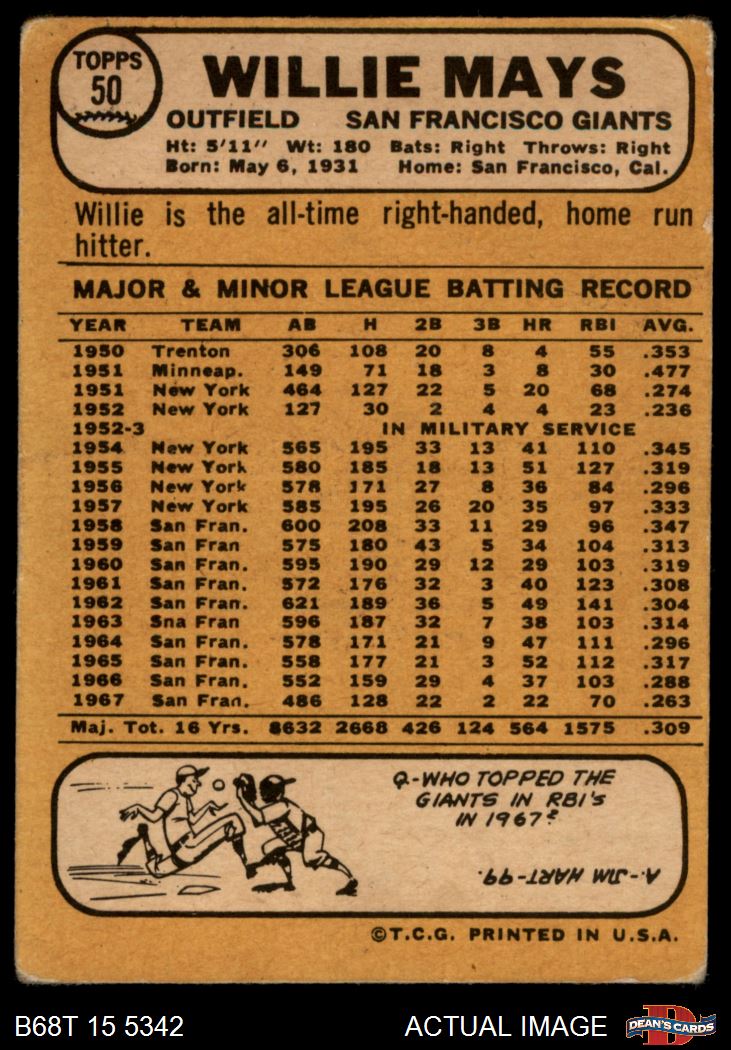 TOPPS
50
WILLIE MAYS
OUTFIELD SAN FRANCISCO GIANTS
Ht: 5'11" Wt: 180 Bats: Right Throws: Right
Born: May 6, 1931 Home: San Francisco, Cal.
Willie is the all-time right-handed, home run
hitter.
MAJOR & MINOR LEAGUE BATTING RECORD
YEAR TEAM AB H 2B 3B HR RBI AVG.
1950 Trenton 306 108 20 8 4 55 .353
1951 Minneap. 149 71 18 3 8 30 .477
1951 New York 464 127 22 5 20 68 .274
1952 New York 127 30 2 4 4 23 .236
1952-3 IN MILITARY SERVICE
1954 New York 565 195 33 13 41 110 .345
1955 New York 580 185 18 13 51 127 .319
1956 New York 578 171 27 8 36 84 .296
1957 New York 585 195 26 20 35 97 .333
1958 San Fran. 600 208 33 11 29 96 .347
1959 San Fran 575 180 43 5 34 104 .313
1960 San Fran. 595 190 29 12 29 103 .319
1961 San Fran. 572 176 32 3 40 123 .308
1962 San Fran. 621 189 36 5 49 141 .304
1963 Sna Fran 596 187 32 7 38 103 .314
1964 San Fran. 578 171 21 9 47 111 .296
1965 San Fran. 558 177 21 3 52 112 .317
1966 San Fran. 552 159 29 4 37 103 .288
1967 San Fran. 486 128 22 2 22 70 .263
Maj. Tot. 16 Yrs. 8632 2668 426 124 564 1575 .309
Q-WHO TOPPED THE
GIANTS IN RBI'S
IN 1967?
A.-JIM HART-99.
©T.C.G. PRINTED IN U.S.A.
B68T 15 5342 ACTUAL IMAGE
DEAN'S CARDS